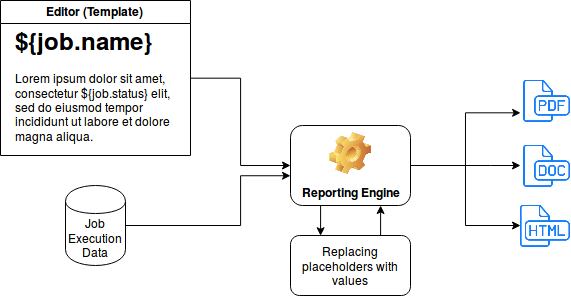 Editor (Template)
${job.name}
Lorem ipsum dolor sit amet,
consectetur ${job.status} elit,
sed do eiusmod tempor
incididunt ut labore et dolore
magna aliqua.
Job
Execution
Data
Reporting Engine
Replacing
placeholders with
values
PDF
DOC
HTML